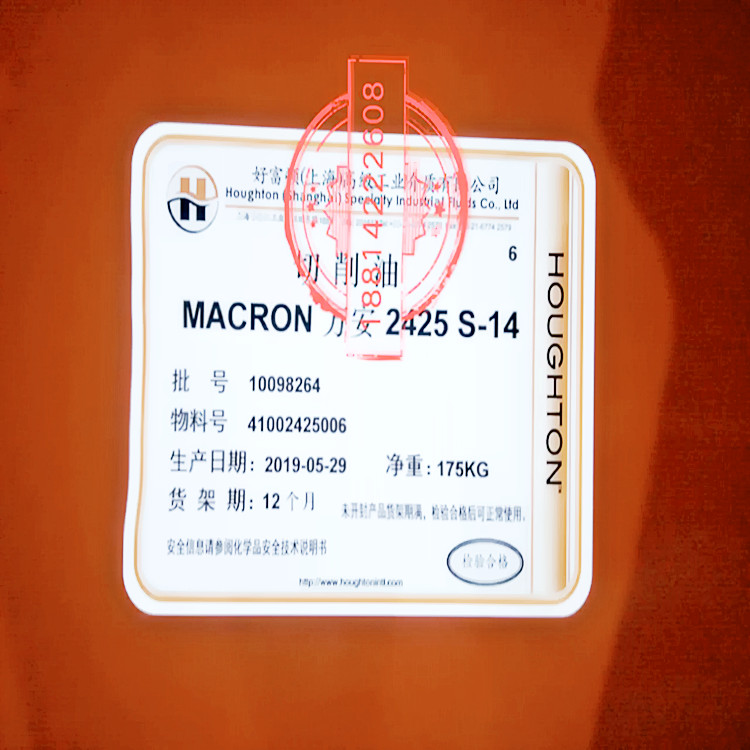 18814222608
好富顿(上海)高级工业介质有限公司
Houghton (Shanghai) Specialty Industrial Fluids Co., Ltd
6
切削油
MACRON 万安 2425 S-14
批 号 10098264
物料号 41002425006
生产日期: 2019-05-29 净重: 175KG
货 架 期: 12个月 未开封产品货架期满, 检验合格后可正常使用.
安全信息请参阅化学品安全技术说明书
检验合格
http://www.houghtonintl.com
HOUGHTON